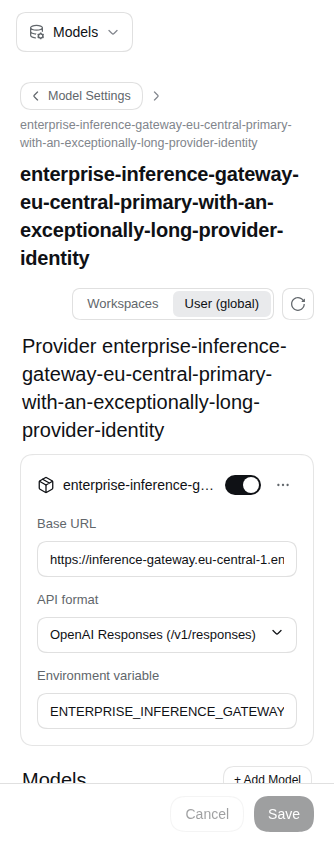 Models
Model Settings
enterprise-inference-gateway-eu-central-primary-
with-an-exceptionally-long-provider-identity
enterprise-inference-gateway-
eu-central-primary-with-an-
exceptionally-long-provider-
identity
Workspaces User (global)
Provider enterprise-inference-
gateway-eu-central-primary-
with-an-exceptionally-long-
provider-identity
enterprise-inference-g…
Base URL
https://inference-gateway.eu-central-1.en
API format
OpenAI Responses (/v1/responses)
Environment variable
ENTERPRISE_INFERENCE_GATEWAY
Models + Add Model
Cancel Save